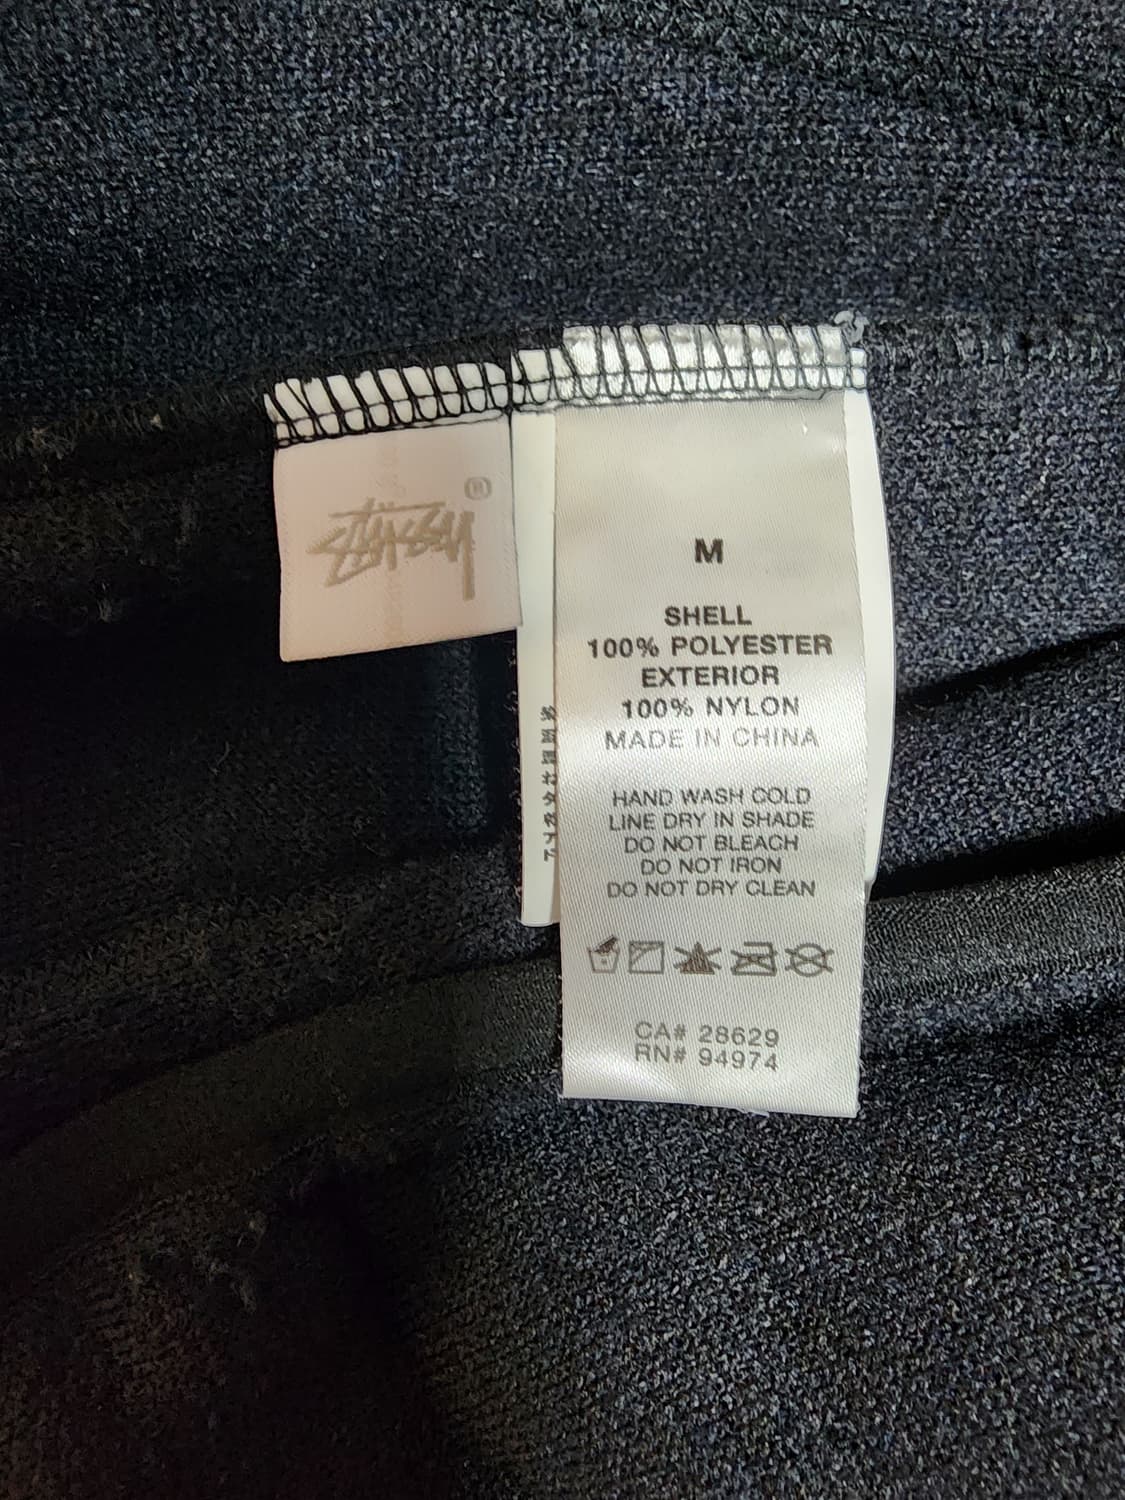 STÜSSY ®
M
SHELL
100% POLYESTER
EXTERIOR
100% NYLON
MADE IN CHINA
HAND WASH COLD
LINE DRY IN SHADE
DO NOT BLEACH
DO NOT IRON
DO NOT DRY CLEAN
CA# 28629
RN# 94974